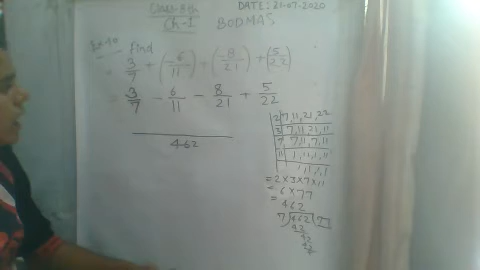 Class-8th DATE:-21-07-2020
Ch-1 BODMAS
Find
= 3/7 + (-6/11) + (-8/21) + (5/22)
= 3/7 - 6/11 - 8/21 + 5/22
462
2 | 7, 11, 21, 22
3 | 7, 11, 21, 11
7 | 7, 11, 7, 11
11 | 1, 11, 1, 11
1, 1, 1, 1
= 2×3×7×11
= 6×77
= 462
7 ) 462 (
42